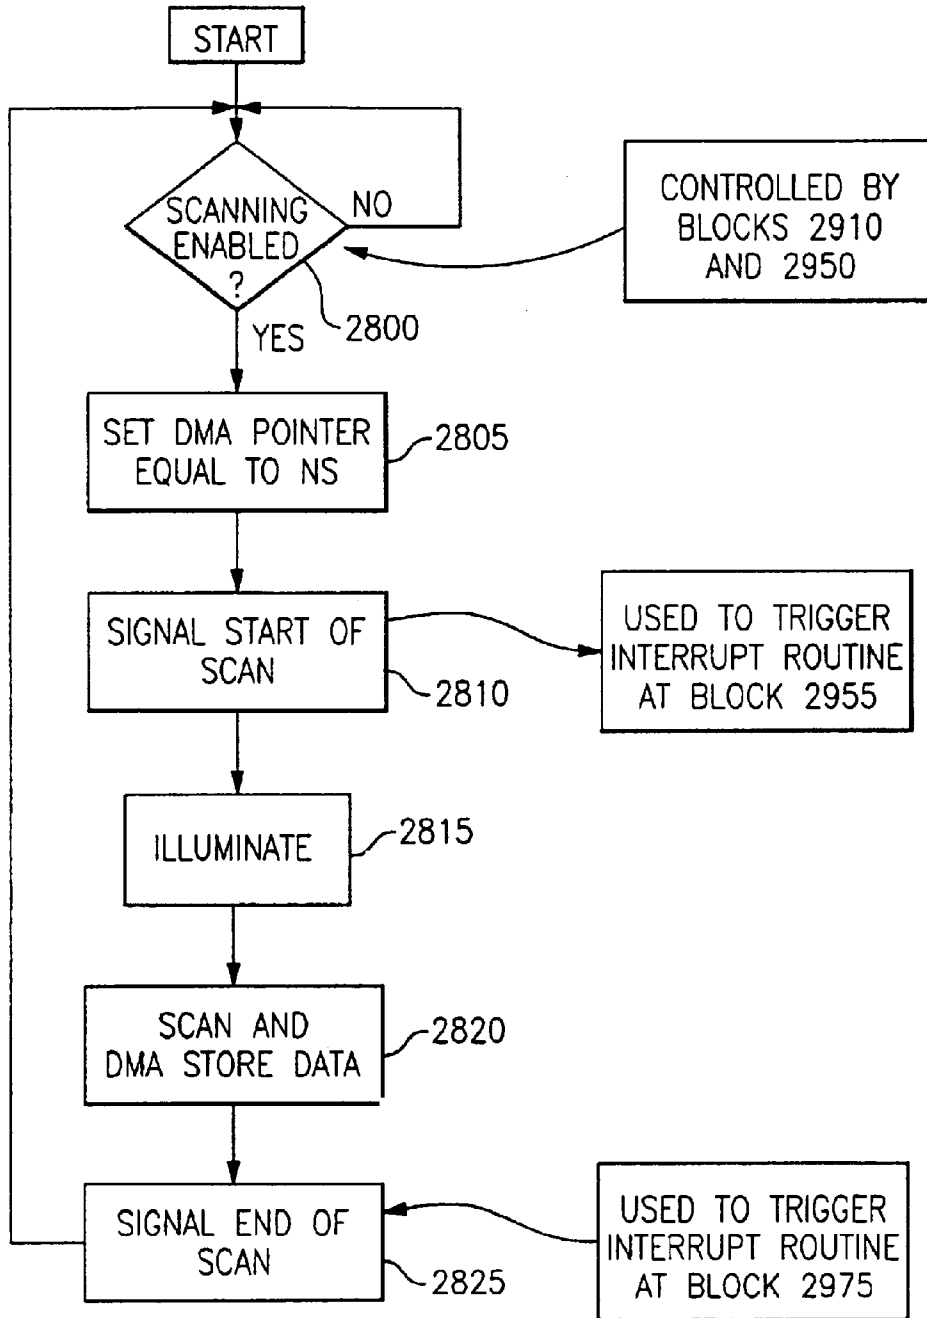 START
SCANNING
ENABLED
?
NO
2800
YES
CONTROLLED BY
BLOCKS 2910
AND 2950
SET DMA POINTER
EQUAL TO NS
2805
SIGNAL START OF
SCAN
2810
USED TO TRIGGER
INTERRUPT ROUTINE
AT BLOCK 2955
ILLUMINATE
2815
SCAN AND
DMA STORE DATA
2820
SIGNAL END OF
SCAN
2825
USED TO TRIGGER
INTERRUPT ROUTINE
AT BLOCK 2975